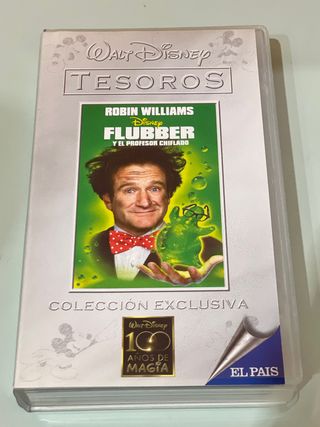 WALT DISNEY
TESOROS
ROBIN WILLIAMS
Disney
FLUBBER
Y EL PROFESOR CHIFLADO
COLECCIÓN EXCLUSIVA
WALT DISNEY
100
AÑOS DE
MAGIA
EL PAIS